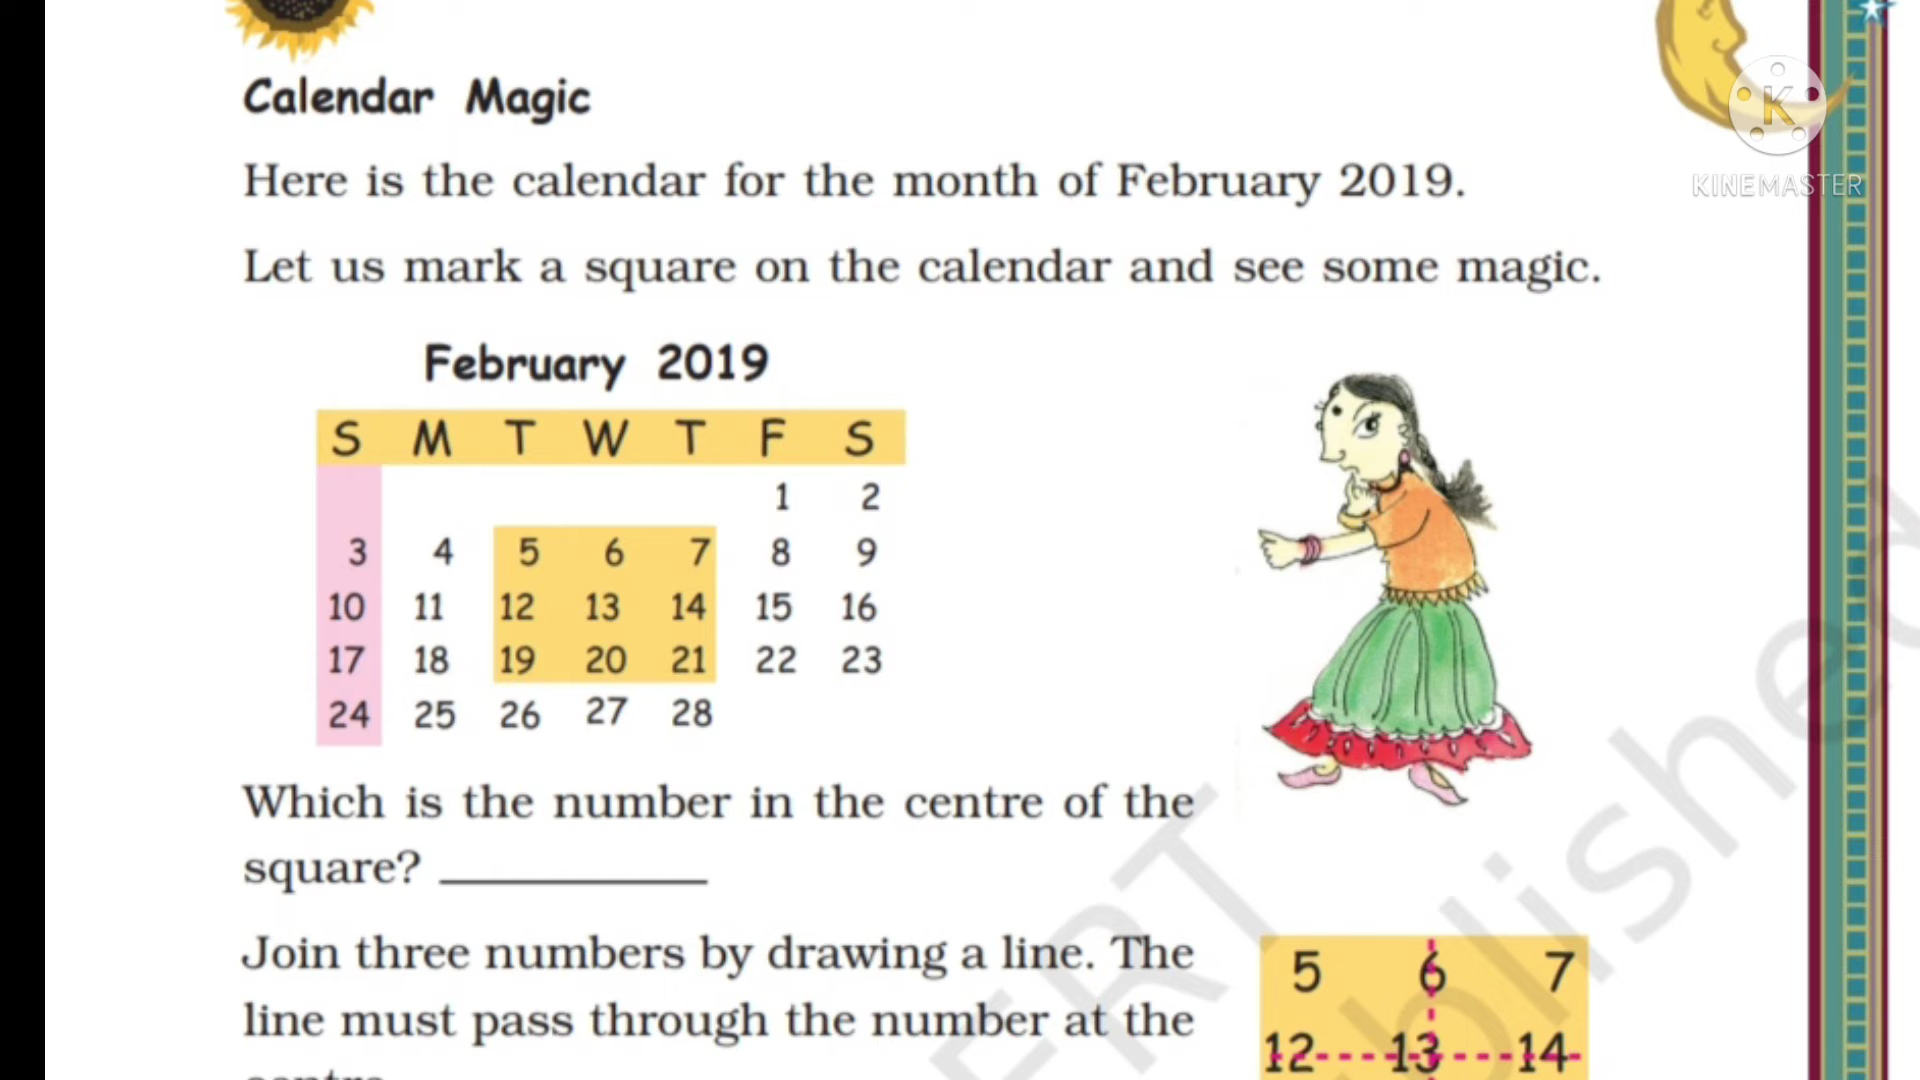 Calendar Magic
Here is the calendar for the month of February 2019.
K
KINEMASTER
Let us mark a square on the calendar and see some magic.
February 2019
S M T W T F S
1 2
3 4 5 6 7 8 9
10 11 12 13 14 15 16
17 18 19 20 21 22 23
24 25 26 27 28
Which is the number in the centre of the
square?
Join three numbers by drawing a line. The
line must pass through the number at the
5 6 7
12 13 14